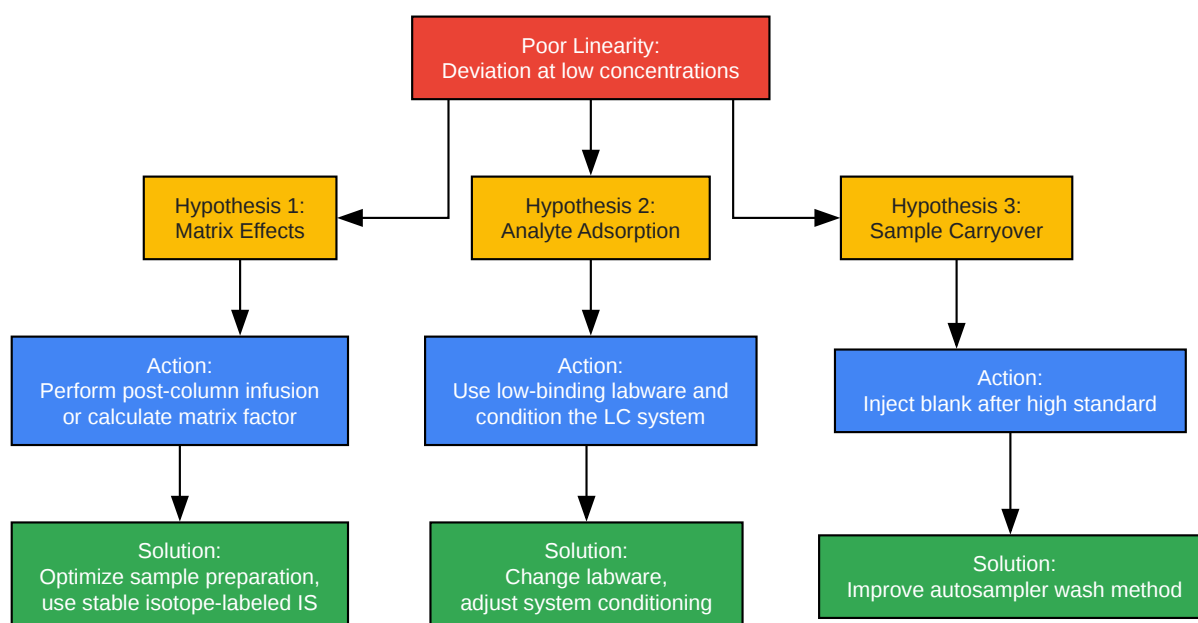 Poor Linearity:
Deviation at low concentrations
Hypothesis 1:
Matrix Effects
Hypothesis 2:
Analyte Adsorption
Hypothesis 3:
Sample Carryover
Action:
Perform post-column infusion
or calculate matrix factor
Action:
Use low-binding labware and
condition the LC system
Action:
Inject blank after high standard
Solution:
Optimize sample preparation,
use stable isotope-labeled IS
Solution:
Change labware,
adjust system conditioning
Solution:
Improve autosampler wash method